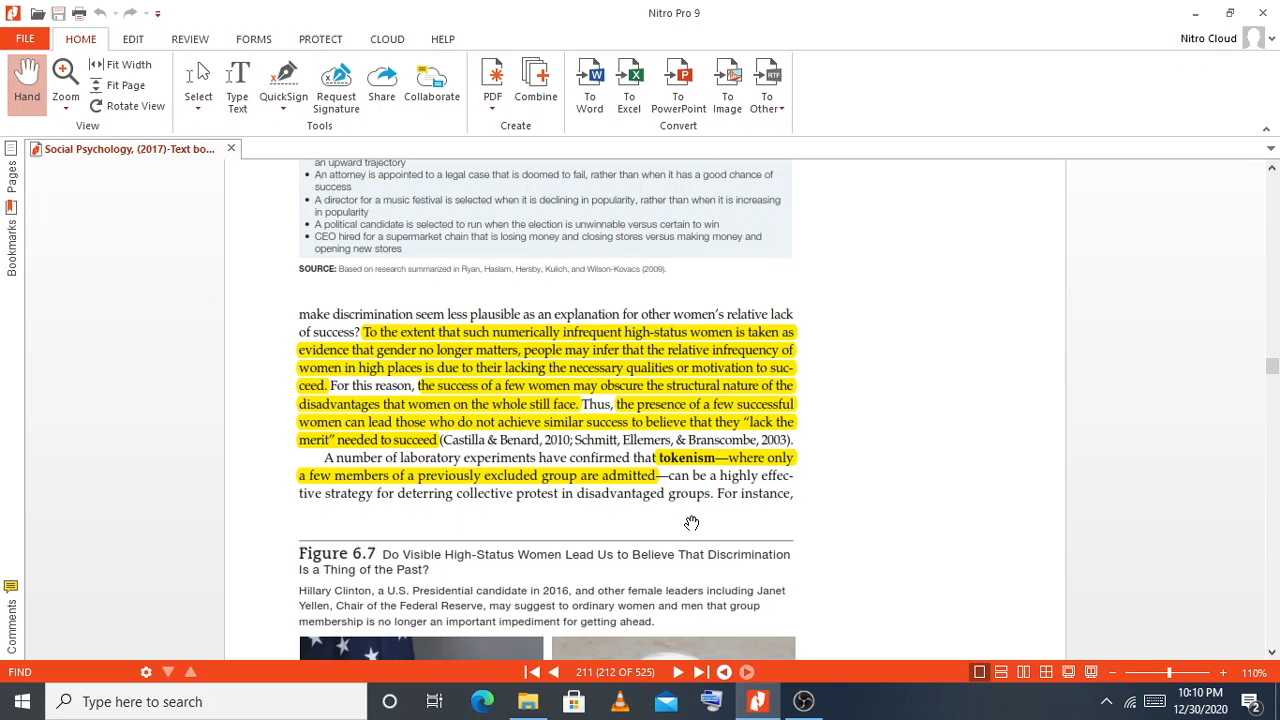 Nitro Pro 9
FILE HOME EDIT REVIEW FORMS PROTECT CLOUD HELP Nitro Cloud
Hand
Zoom
Fit Width
Fit Page
Rotate View
View
Select
Type Text
QuickSign
Request Signature
Share
Collaborate
Tools
PDF
Combine
Create
To Word
To Excel
To PowerPoint
To Image
To Other
Convert
Social Psychology, (2017)-Text bo...
Pages
Bookmarks
Comments
an upward trajectory
• An attorney is appointed to a legal case that is doomed to fail, rather than when it has a good chance of
success
• A director for a music festival is selected when it is declining in popularity, rather than when it is increasing
in popularity
• A political candidate is selected to run when the election is unwinnable versus certain to win
• CEO hired for a supermarket chain that is losing money and closing stores versus making money and
opening new stores
SOURCE: Based on research summarized in Ryan, Haslam, Hersby, Kulich, and Wilson-Kovacs (2009).
make discrimination seem less plausible as an explanation for other women's relative lack
of success? To the extent that such numerically infrequent high-status women is taken as
evidence that gender no longer matters, people may infer that the relative infrequency of
women in high places is due to their lacking the necessary qualities or motivation to suc-
ceed. For this reason, the success of a few women may obscure the structural nature of the
disadvantages that women on the whole still face. Thus, the presence of a few successful
women can lead those who do not achieve similar success to believe that they "lack the
merit" needed to succeed (Castilla & Benard, 2010; Schmitt, Ellemers, & Branscombe, 2003).
A number of laboratory experiments have confirmed that tokenism—where only
a few members of a previously excluded group are admitted—can be a highly effec-
tive strategy for deterring collective protest in disadvantaged groups. For instance,
Figure 6.7 Do Visible High-Status Women Lead Us to Believe That Discrimination
Is a Thing of the Past?
Hillary Clinton, a U.S. Presidential candidate in 2016, and other female leaders including Janet
Yellen, Chair of the Federal Reserve, may suggest to ordinary women and men that group
membership is no longer an important impediment for getting ahead.
FIND
211 (212 OF 525)
110%
Type here to search
10:10 PM
12/30/2020
2